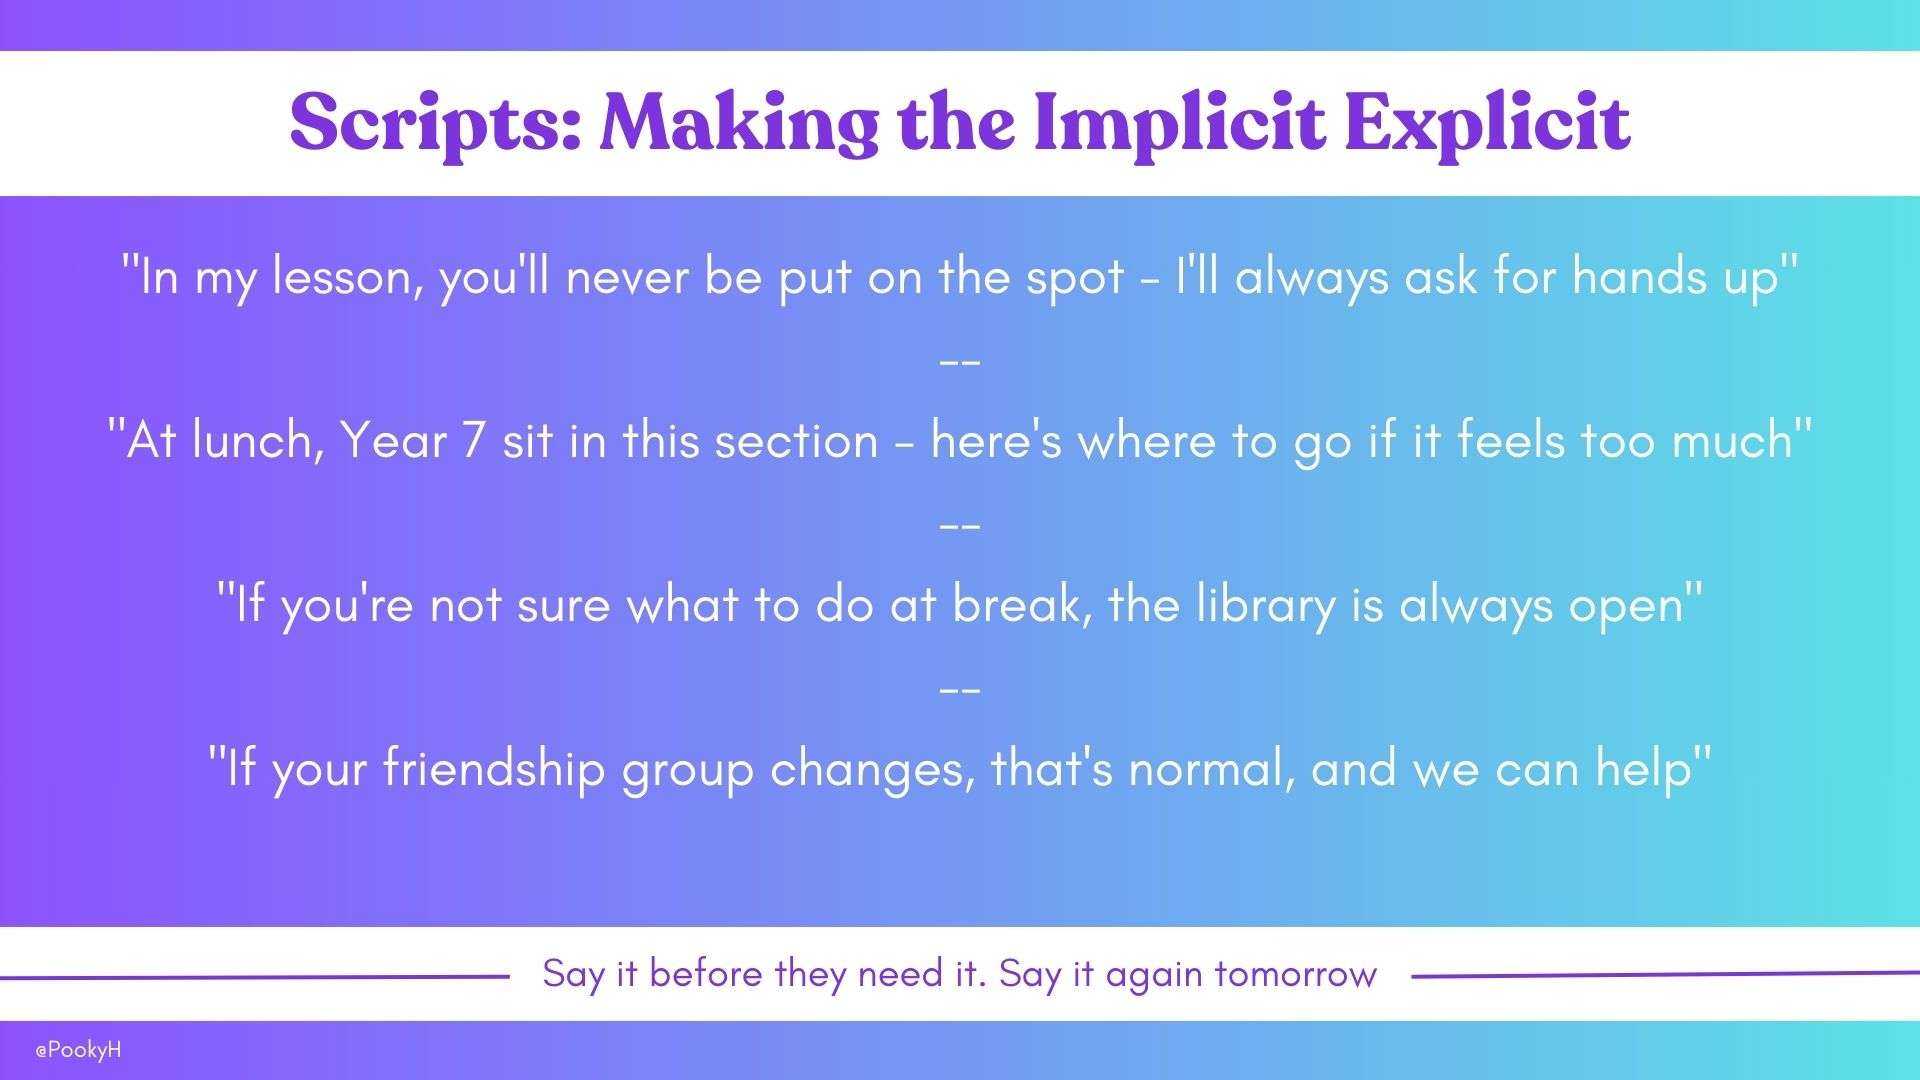 Scripts: Making the Implicit Explicit
"In my lesson, you'll never be put on the spot - I'll always ask for hands up"
--
"At lunch, Year 7 sit in this section - here's where to go if it feels too much"
--
"If you're not sure what to do at break, the library is always open"
--
"If your friendship group changes, that's normal, and we can help"
Say it before they need it. Say it again tomorrow
@PookyH